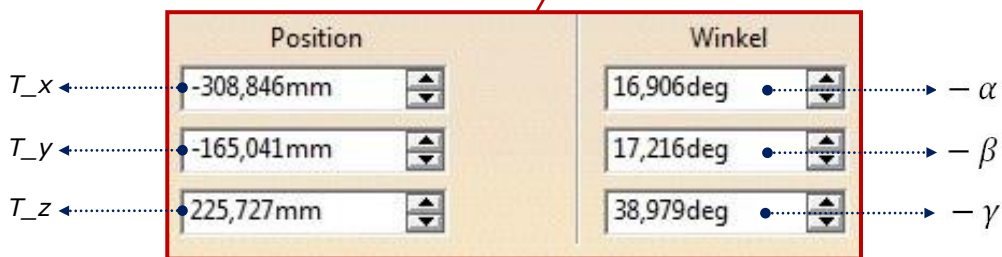 Position Winkel
T_x -308,846mm 16,906deg − α
T_y -165,041mm 17,216deg − β
T_z 225,727mm 38,979deg − γ